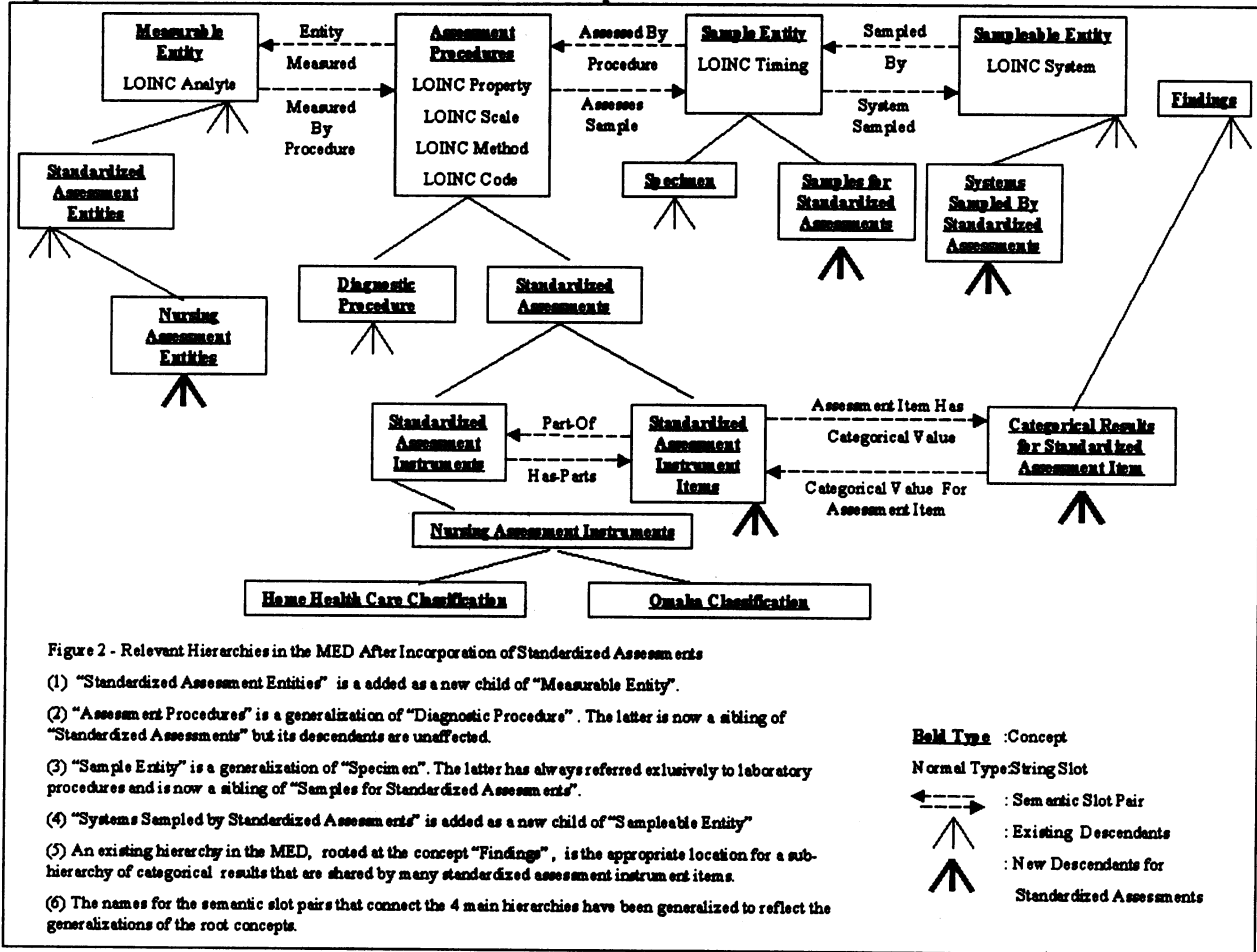 Measurable
Entity
LOINC Analyte
Entity
Measured
Measured
By
Procedure
Assessment
Procedures
LOINC Property
LOINC Scale
LOINC Method
LOINC Code
Assessed By
Procedure
Assesses
Sample
Sample Entity
LOINC Timing
Sampled
By
System
Sampled
Sampleable Entity
LOINC System
Findings
Standardized
Assessment
Entities
Specimen
Samples for
Standardized
Assessments
Systems
Sampled By
Standardized
Assessments
Nursing
Assessment
Entities
Diagnostic
Procedure
Standardized
Assessments
Standardized
Assessment
Instruments
Part-Of
Has-Parts
Standardized
Assessment
Instrument
Items
Assessment Item Has
Categorical Value
Categorical Value For
Assessment Item
Categorical Results
for Standardized
Assessment Item
Nursing Assessment Instruments
Home Health Care Classification
Omaha Classification
Figure 2 - Relevant Hierarchies in the MED After Incorporation of Standardized Assessments
(1) "Standardized Assessment Entities" is a added as a new child of "Measurable Entity".
(2) "Assessment Procedures" is a generalization of "Diagnostic Procedure" . The latter is now a sibling of
"Standardized Assessments" but its descendants are unaffected.
(3) "Sample Entity" is a generalization of "Specimen". The latter has always referred exlusively to laboratory
procedures and is now a sibling of "Samples for Standardized Assessments".
(4) "Systems Sampled by Standardized Assessments" is added as a new child of "Sampleable Entity"
(5) An existing hierarchy in the MED, rooted at the concept "Findings" , is the appropriate location for a sub-
hierarchy of categorical results that are shared by many standardized assessment instrument items.
(6) The names for the semantic slot pairs that connect the 4 main hierarchies have been generalized to reflect the
generalizations of the root concepts.
Bold Type :Concept
Normal Type:String Slot
: Semantic Slot Pair
: Existing Descendants
: New Descendants for
Standardized Assessments